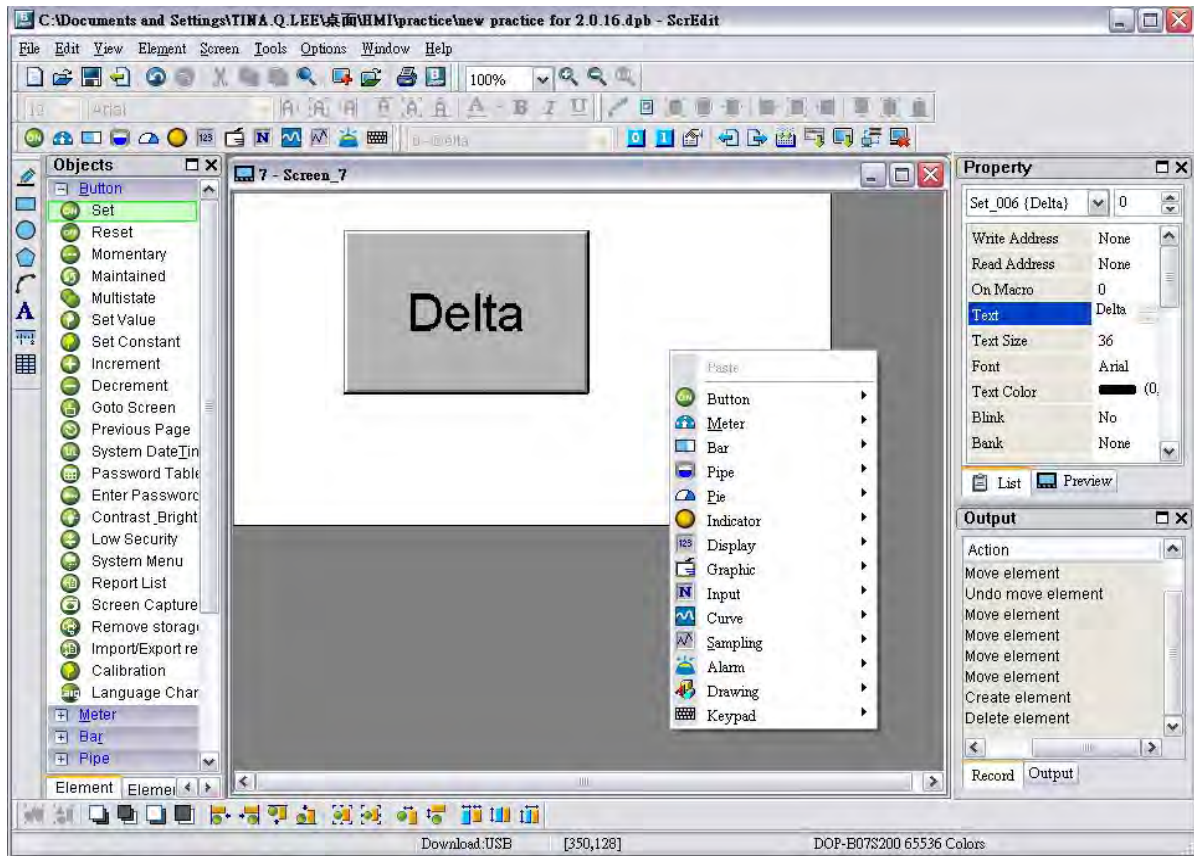 C:\Documents and Settings\TINA.Q.LEE\桌面\HMI\practice\new practice for 2.0.16.dpb - ScrEdit
File Edit View Element Screen Tools Options Window Help
100%
12 Arial
Objects
Button
Set
Reset
Momentary
Maintained
Multistate
Set Value
Set Constant
Increment
Decrement
Goto Screen
Previous Page
System DateTin
Password Table
Enter Password
Contrast_Bright
Low Security
System Menu
Report List
Screen Capture
Remove storag
Import/Export re
Calibration
Language Char
Meter
Bar
Pipe
Element Elemei
7 - Screen_7
Delta
Paste
Button
Meter
Bar
Pipe
Pie
Indicator
Display
Graphic
Input
Curve
Sampling
Alarm
Drawing
Keypad
Property
Set_006 {Delta} 0
Write Address None
Read Address None
On Macro 0
Text Delta
Text Size 36
Font Arial
Text Color (0,
Blink No
Bank None
List Preview
Output
Action
Move element
Undo move element
Move element
Move element
Move element
Move element
Create element
Delete element
Record Output
Download:USB [350,128] DOP-B07S200 65536 Colors